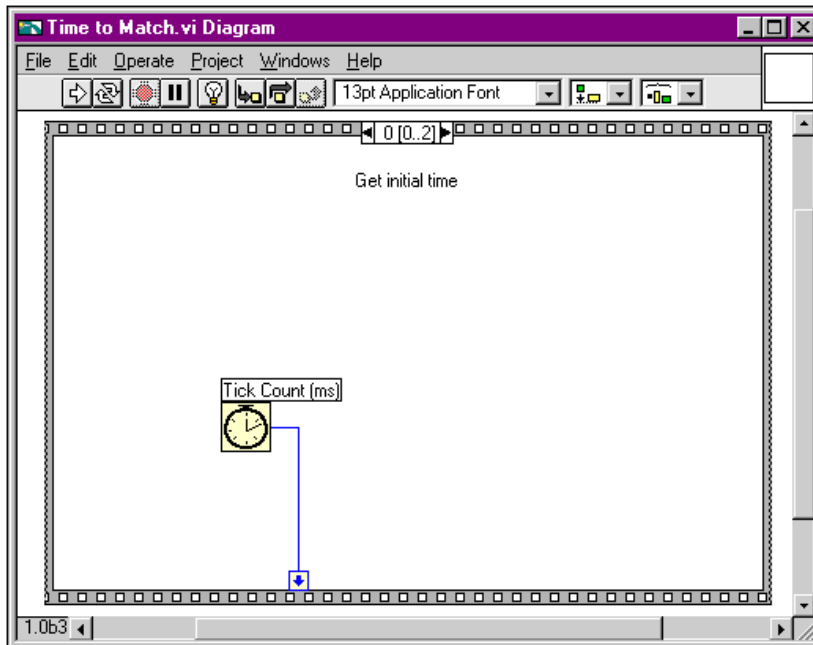 Time to Match.vi Diagram
File Edit Operate Project Windows Help
13pt Application Font
0 [0..2]
Get initial time
Tick Count (ms)
1.0b3